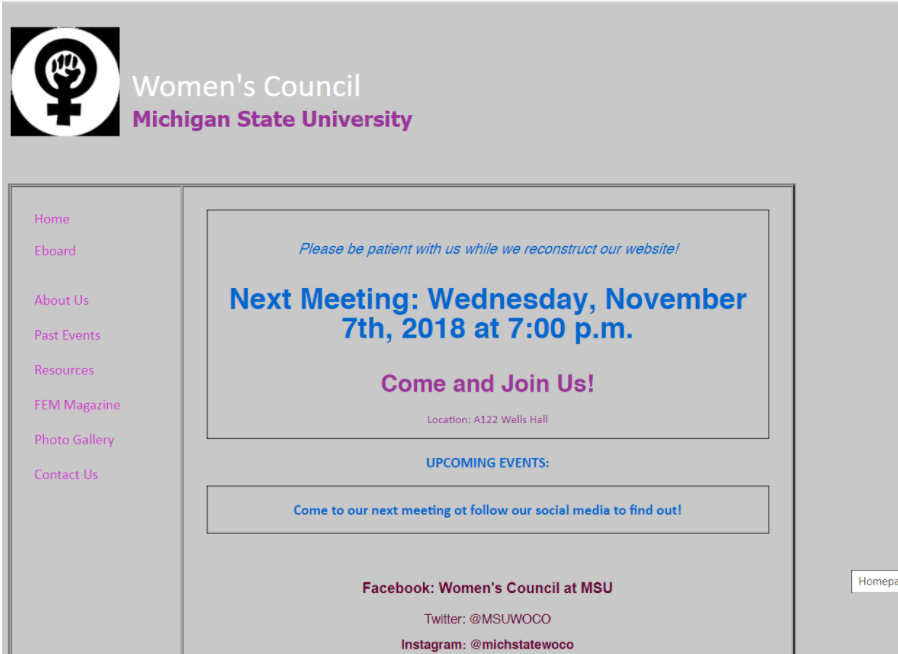 Women's Council
Michigan State University
Home
Eboard
About Us
Past Events
Resources
FEM Magazine
Photo Gallery
Contact Us
Please be patient with us while we reconstruct our website!
Next Meeting: Wednesday, November
7th, 2018 at 7:00 p.m.
Come and Join Us!
Location: A122 Wells Hall
UPCOMING EVENTS:
Come to our next meeting ot follow our social media to find out!
Facebook: Women's Council at MSU
Twitter: @MSUWOCO
Instagram: @michstatewoco
Homepa